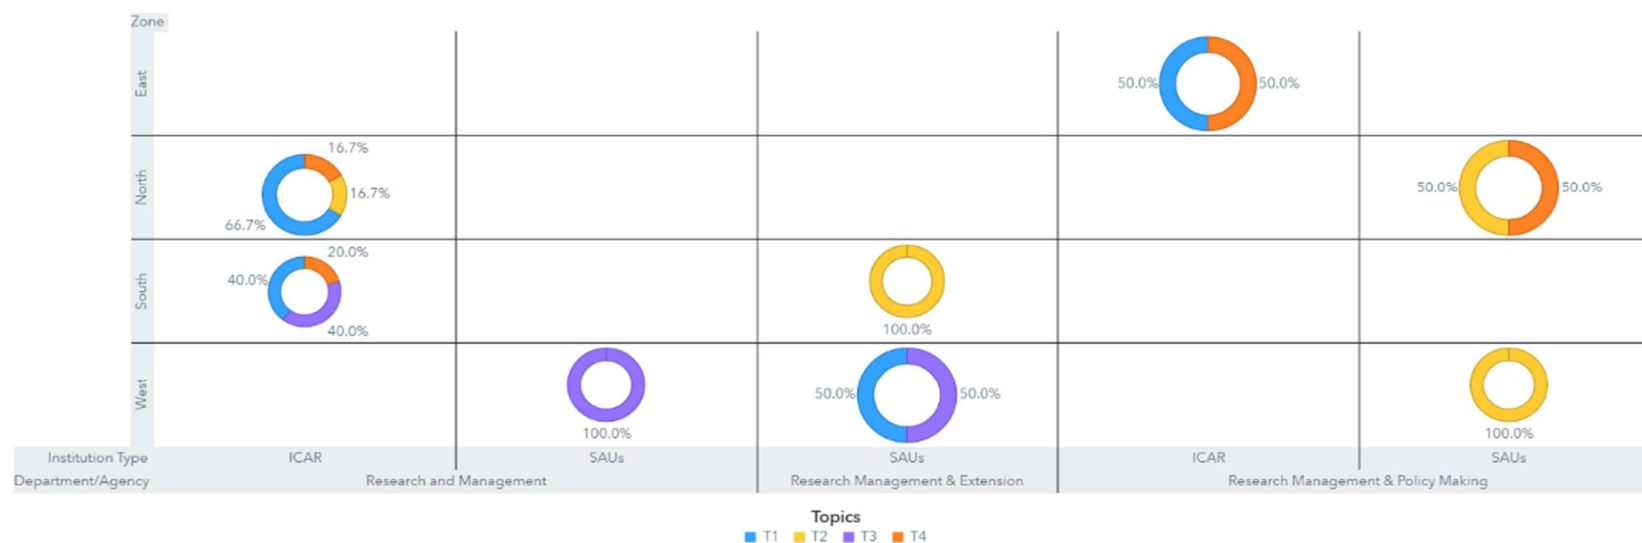 Zone
East
50.0%
50.0%
North
16.7%
16.7%
66.7%
50.0%
50.0%
South
20.0%
40.0%
40.0%
100.0%
West
100.0%
50.0%
50.0%
100.0%
Institution Type ICAR SAUs SAUs ICAR SAUs
Department/Agency Research and Management Research Management & Extension Research Management & Policy Making
Topics
T1 T2 T3 T4